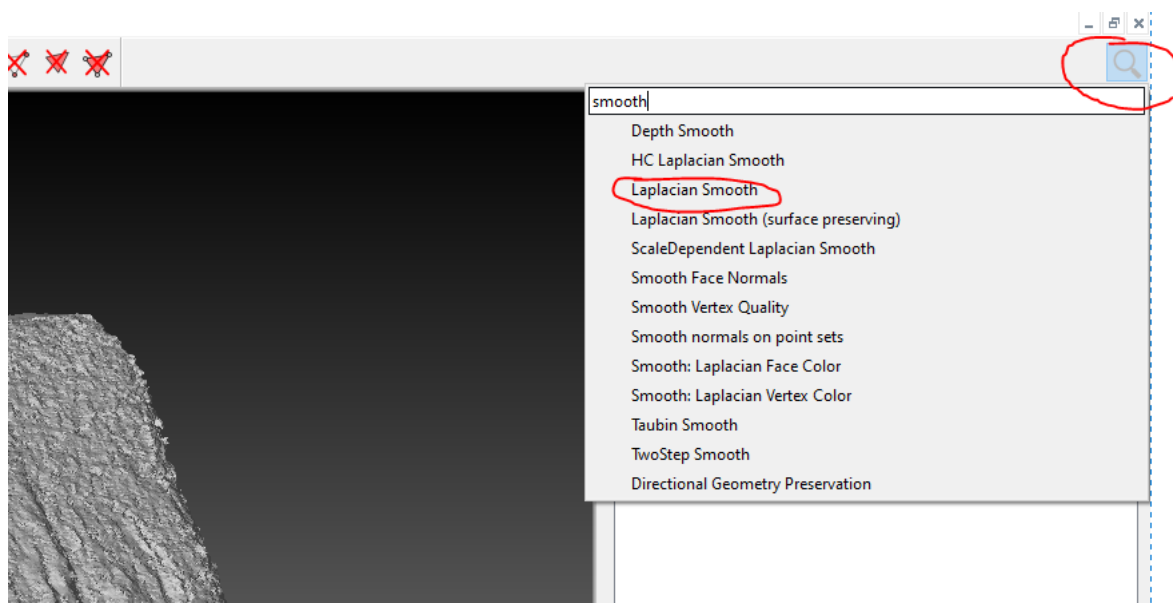 smooth
Depth Smooth
HC Laplacian Smooth
Laplacian Smooth
Laplacian Smooth (surface preserving)
ScaleDependent Laplacian Smooth
Smooth Face Normals
Smooth Vertex Quality
Smooth normals on point sets
Smooth: Laplacian Face Color
Smooth: Laplacian Vertex Color
Taubin Smooth
TwoStep Smooth
Directional Geometry Preservation